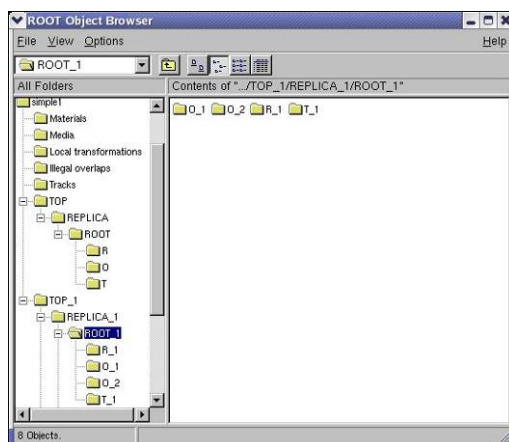 ROOT Object Browser
File View Options Help
ROOT_1
All Folders
Contents of ".../TOP_1/REPLICA_1/ROOT_1"
simple1
Materials
Media
Local transformations
Illegal overlaps
Tracks
TOP
REPLICA
ROOT
R
O
T
TOP_1
REPLICA_1
ROOT_1
R_1
O_1
O_2
T_1
O_1 O_2 R_1 T_1
8 Objects.